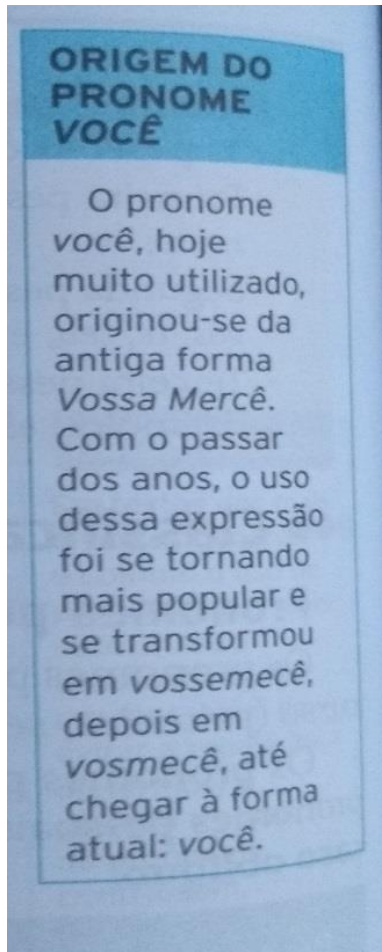 ORIGEM DO
PRONOME
VOCÊ
O pronome
você, hoje
muito utilizado,
originou-se da
antiga forma
Vossa Mercê.
Com o passar
dos anos, o uso
dessa expressão
foi se tornando
mais popular e
se transformou
em vossemecê,
depois em
vosmecê, até
chegar à forma
atual: você.